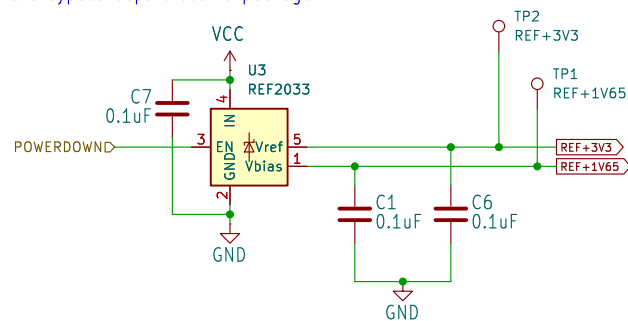 TP2
REF+3V3
VCC
U3
REF2033
TP1
REF+1V65
C7
0.1uF
4
IN
POWERDOWN
3
EN
Vref
5
REF+3V3
GND
Vbias
1
REF+1V65
2
C1
0.1uF
C6
0.1uF
GND
GND